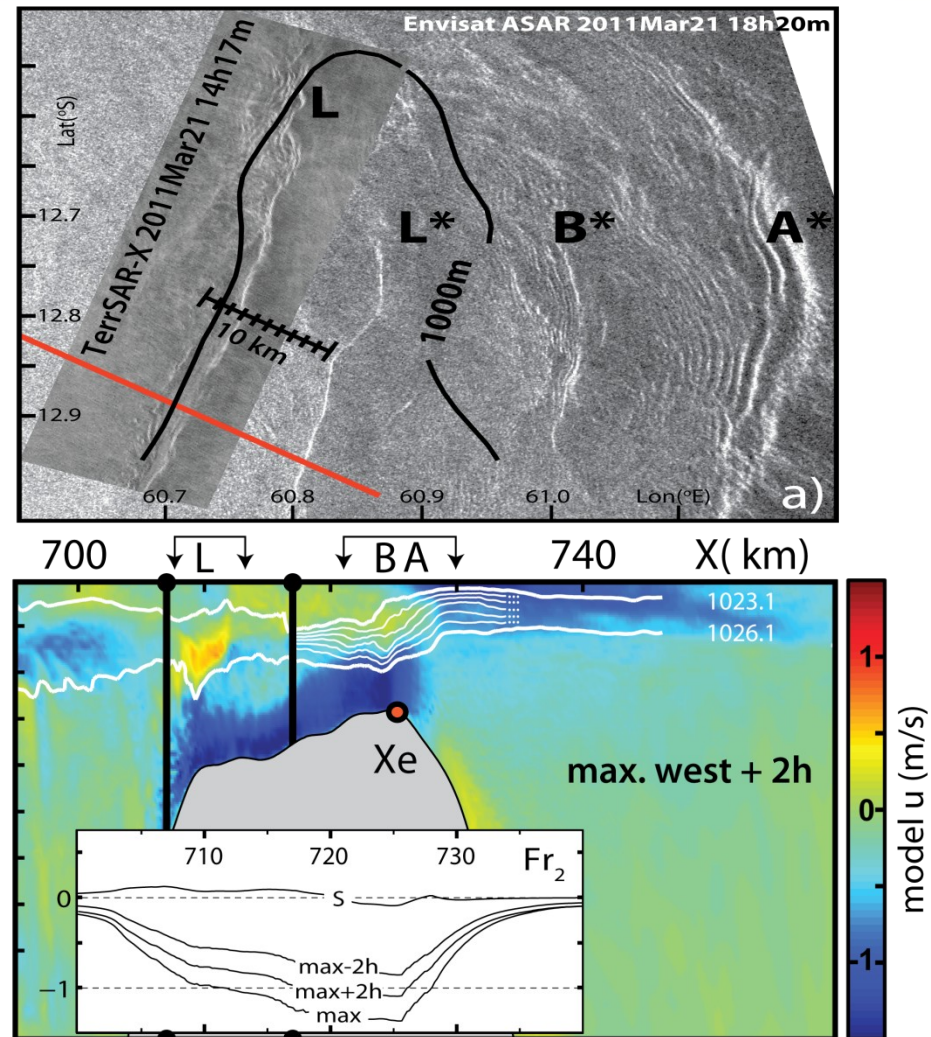 Envisat ASAR 2011Mar21 18h20m
TerrSAR-X 2011Mar21 14h17m
Lat(ºS)
L
L*
B*
A*
12.7
12.8
12.9
10 km
1000m
60.7
60.8
60.9
61.0
Lon(ºE)
a)
700
L
B A
740
X( km)
1023.1
1026.1
Xe
max. west + 2h
710
720
730
Fr2
0
S
max-2h
max+2h
max
−1
1
0
-1
model u (m/s)